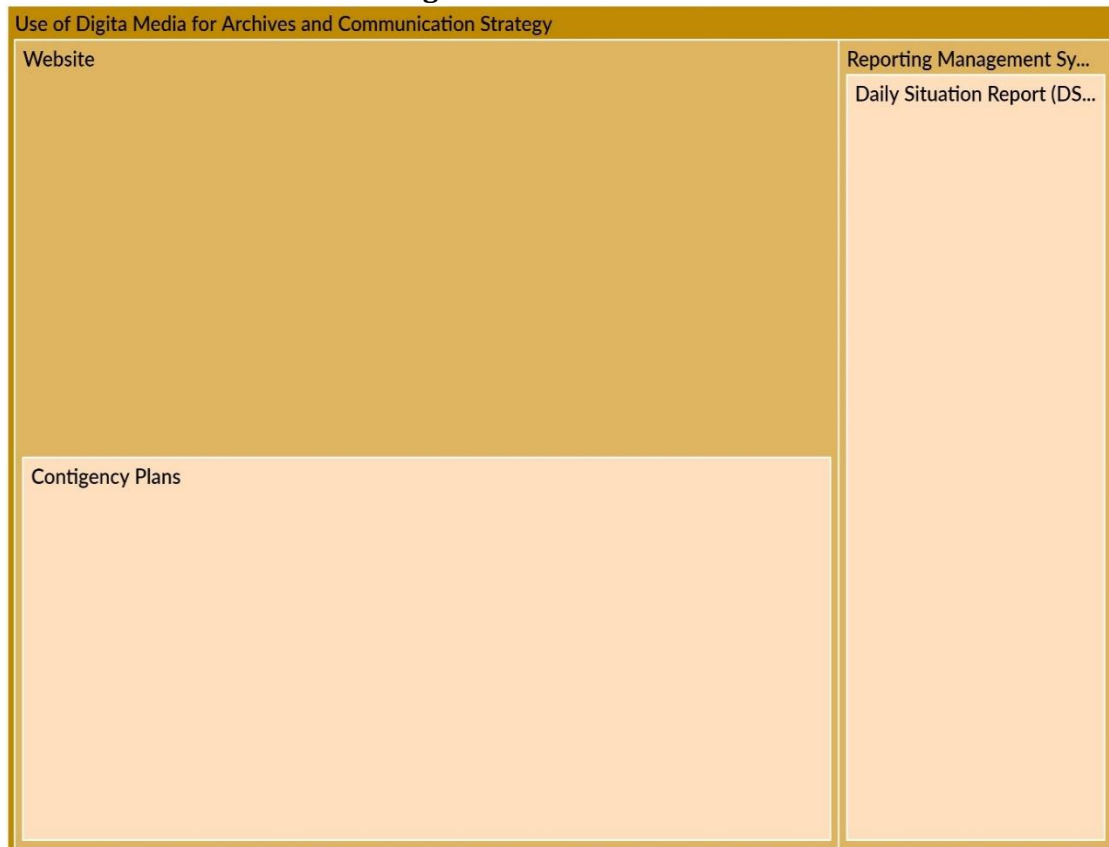 Use of Digita Media for Archives and Communication Strategy
Website
Reporting Management Sy...
Daily Situation Report (DS...
Contigency Plans